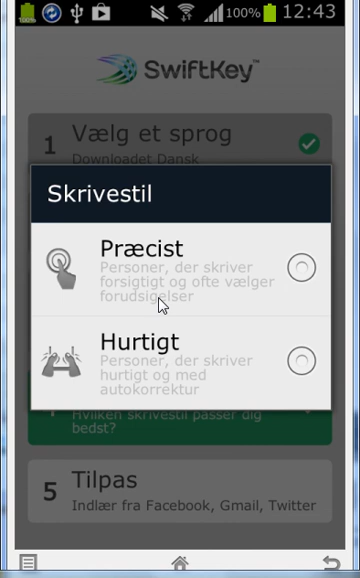 100%
100%
12:43
SwiftKey™
1
Vælg et sprog
Downloadet Dansk
Skrivestil
Præcist
Personer, der skriver
forsigtigt og ofte vælger
forudsigelser
Hurtigt
Personer, der skriver
hurtigt og med
autokorrektur
Hvilken skrivestil passer dig
bedst?
5
Tilpas
Indlær fra Facebook, Gmail, Twitter